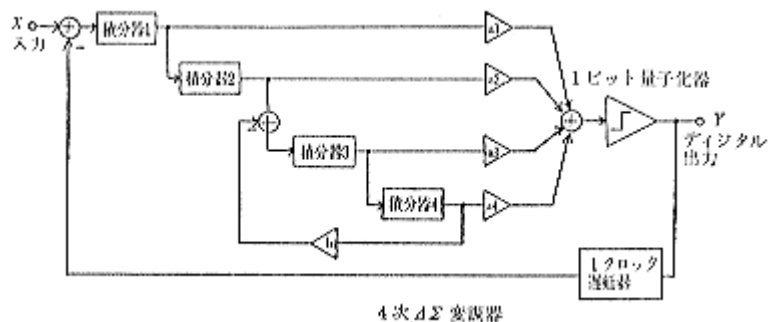 X
入力
積分器1
a1
積分器2
a2
1ビット量子化器
Y
ディジタル
出力
積分器3
a3
積分器4
a4
b
1クロック
遅延器
4次ΔΣ変調器